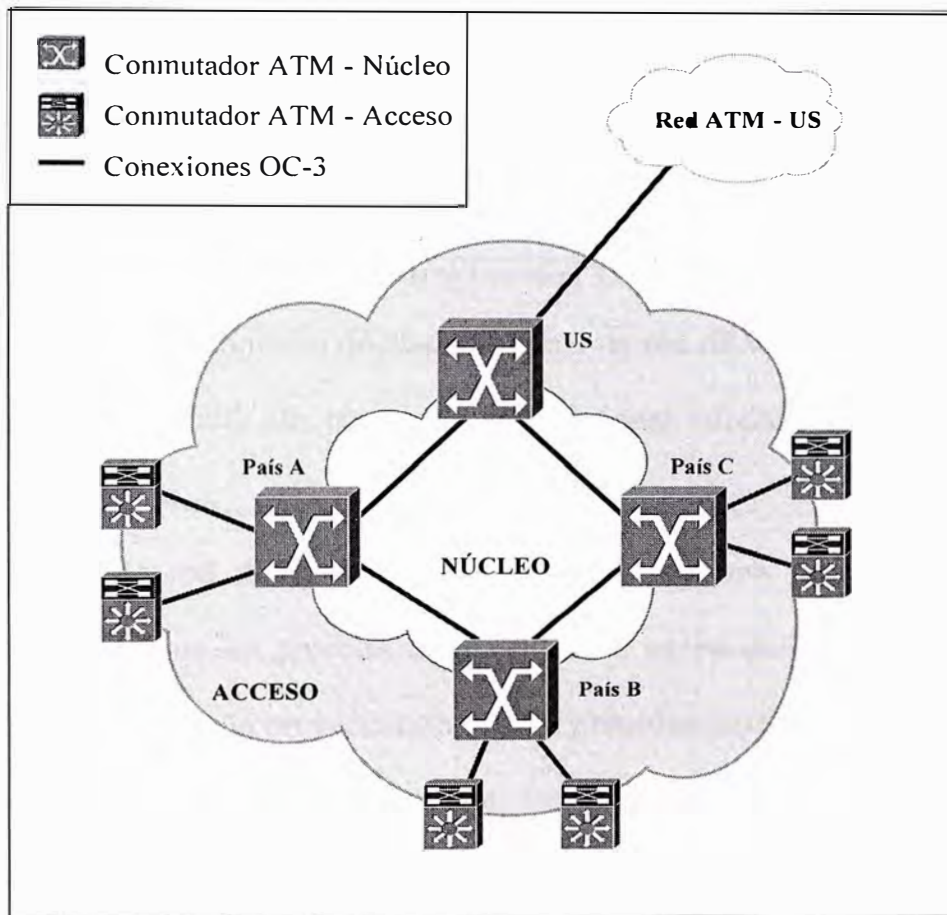 Conmutador ATM - Núcleo
Conmutador ATM - Acceso
Conexiones OC-3
Red ATM - US
US
País A
País C
NÚCLEO
ACCESO
País B